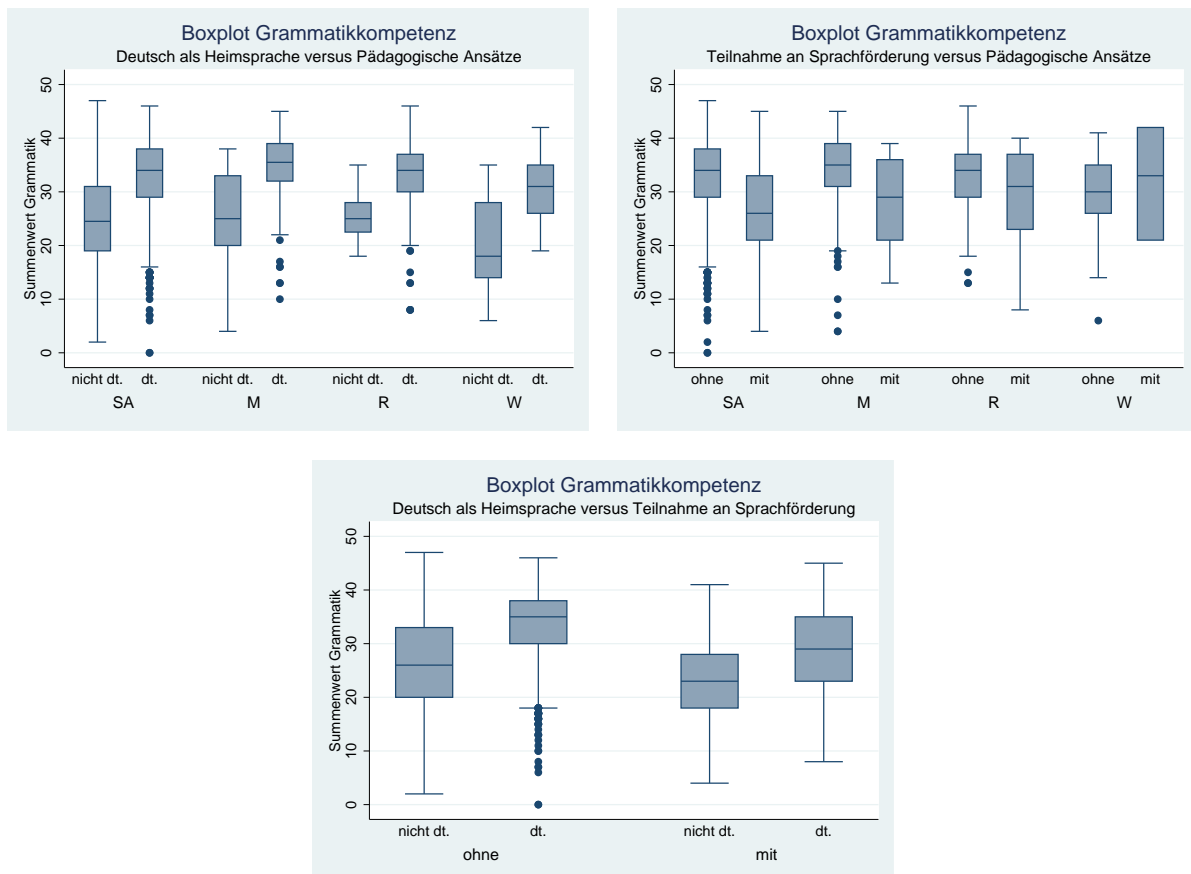 Boxplot Grammatikkompetenz
Deutsch als Heimsprache versus Pädagogische Ansätze
Summenwert Grammatik
50
40
30
20
10
0
nicht dt. dt. nicht dt. dt. nicht dt. dt. nicht dt. dt.
SA M R W
Boxplot Grammatikkompetenz
Teilnahme an Sprachförderung versus Pädagogische Ansätze
Summenwert Grammatik
50
40
30
20
10
0
ohne mit ohne mit ohne mit ohne mit
SA M R W
Boxplot Grammatikkompetenz
Deutsch als Heimsprache versus Teilnahme an Sprachförderung
Summenwert Grammatik
50
40
30
20
10
0
nicht dt. dt. nicht dt. dt.
ohne mit